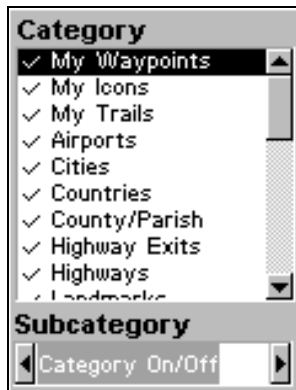 Category
My Waypoints
My Icons
My Trails
Airports
Cities
Countries
County/Parish
Highway Exits
Highways
Landmarks
Subcategory
Category On/Off